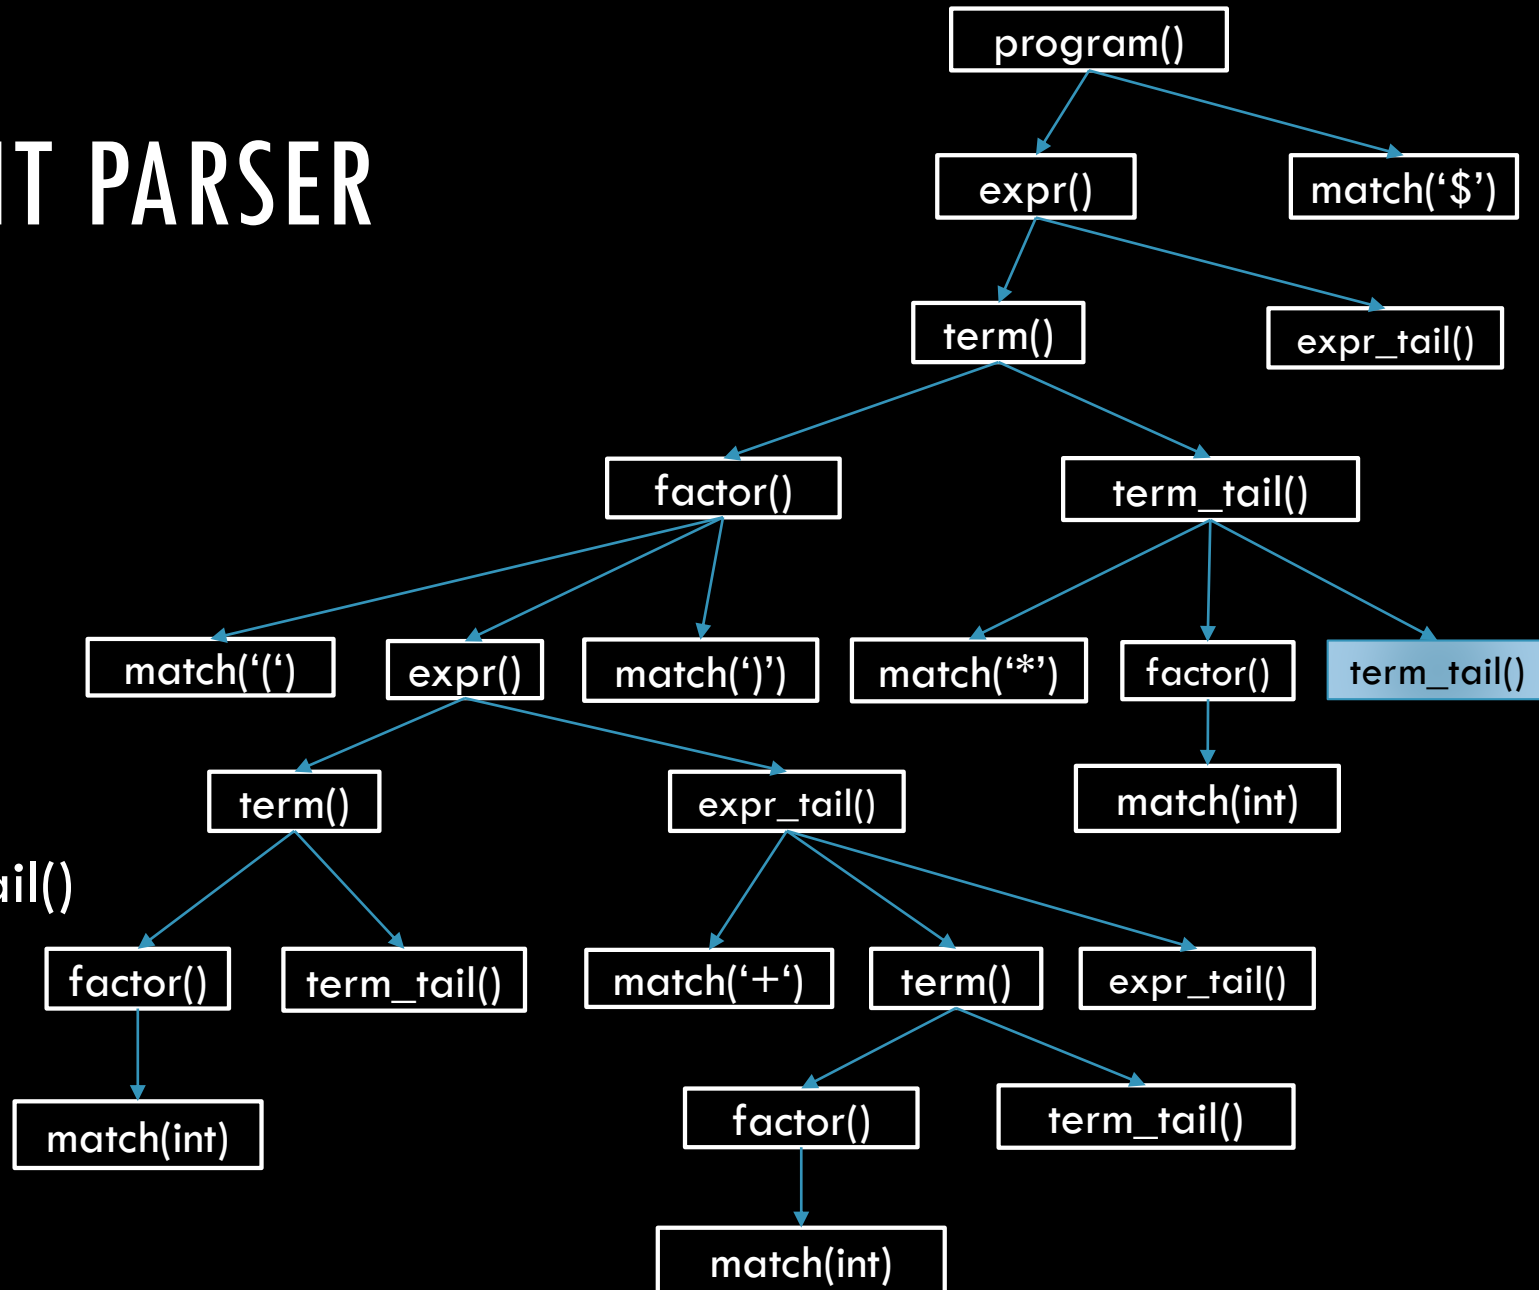 program()
IT PARSER
expr()
match(‘$’)
term()
expr_tail()
factor()
term_tail()
match(‘(‘)
expr()
match(‘)’)
match(‘*’)
factor()
term_tail()
term()
expr_tail()
match(int)
ail()
factor()
term_tail()
match(‘+‘)
term()
expr_tail()
factor()
term_tail()
match(int)
match(int)